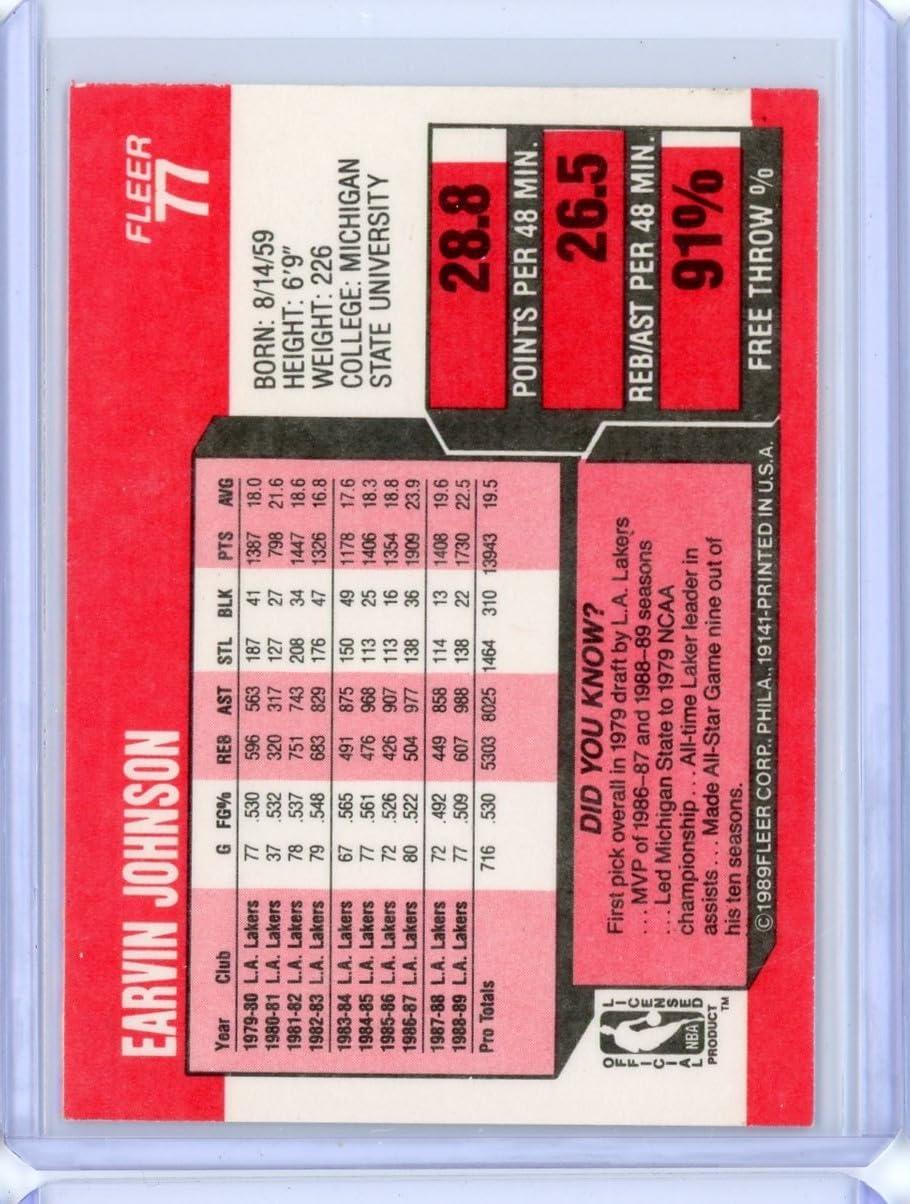 EARVIN JOHNSON
FLEER
77
Year Club G FG% REB AST STL BLK PTS AVG
1979-80 L.A. Lakers 77 .530 596 563 187 41 1387 18.0
1980-81 L.A. Lakers 37 .532 320 317 127 27 798 21.6
1981-82 L.A. Lakers 78 .537 751 743 208 34 1447 18.6
1982-83 L.A. Lakers 79 .548 683 829 176 47 1326 16.8
1983-84 L.A. Lakers 67 .565 491 875 150 49 1178 17.6
1984-85 L.A. Lakers 77 .561 476 968 113 25 1406 18.3
1985-86 L.A. Lakers 72 .526 426 907 113 16 1354 18.8
1986-87 L.A. Lakers 80 .522 504 977 138 36 1909 23.9
1987-88 L.A. Lakers 72 .492 449 858 114 13 1408 19.6
1988-89 L.A. Lakers 77 .509 607 988 138 22 1730 22.5
Pro Totals 716 .530 5303 8025 1464 310 13943 19.5
BORN: 8/14/59
HEIGHT: 6'9"
WEIGHT: 226
COLLEGE: MICHIGAN
STATE UNIVERSITY
28.8
POINTS PER 48 MIN.
26.5
REB/AST PER 48 MIN.
91%
FREE THROW %
DID YOU KNOW?
First pick overall in 1979 draft by L.A. Lakers
... MVP of 1986–87 and 1988–89 seasons
... Led Michigan State to 1979 NCAA
championship... All-time Laker leader in
assists... Made All-Star Game nine out of
his ten seasons.
OFFICIAL LICENSED
NBA
PRODUCT™
©1989 FLEER CORP., PHILA., 19141-PRINTED IN U.S.A.